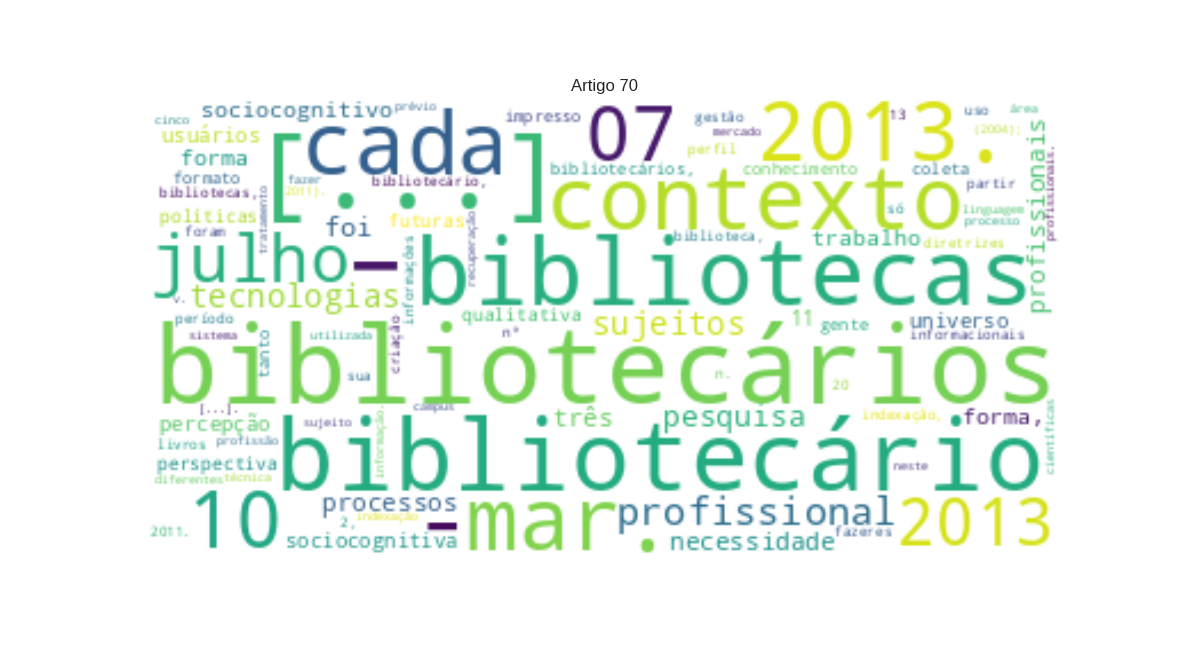 Artigo 70
sociocognitivo
prévio
cinco
usuários
[...]
cada
impresso
07
gestão
mercado
perfil
2013.
13
uso
área
(2004);
forma
formato
bibliotecas,
fazer
2011).
bibliotecário,
bibliotecários,
conhecimento
coleta
partir
profissionais
profissionais.
políticas
foram
tratamento
foi
futuras
recuperação
contexto
só
linguagem
processo
julho
–
informações
bibliotecas
biblioteca,
trabalho
diretrizes
v.
tecnologias
qualitativa
nº
sujeitos
11
gente
universo
informacionais
período
sistema
tanto
utilizada
criação
sua
bibliotecários
n.
20
[...].
percepção
sujeito
campus
três
pesquisa
indexação,
forma,
livros
profissão
informação.
científicas
perspectiva
diferentes
técnica
bibliotecário
neste
2011.
10
processos
2,
indexação
–
sociocognitiva
mar.
profissional
necessidade
fazeres
2013